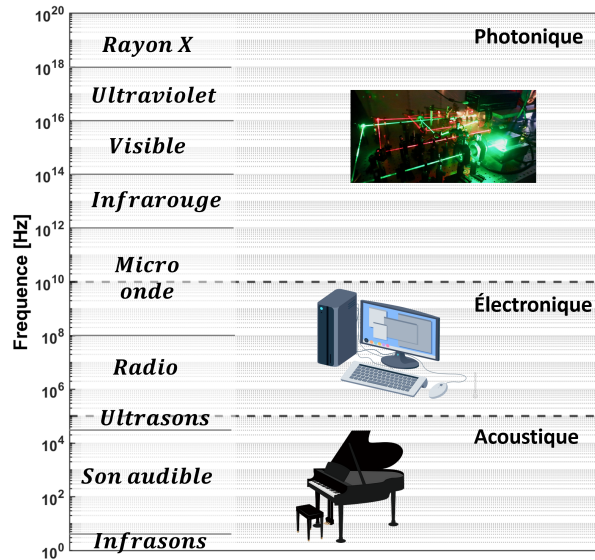 10^20
Rayon X
Photonique
10^18
Ultraviolet
10^16
Visible
10^14
Infrarouge
10^12
Micro
onde
10^10
Électronique
10^8
Radio
10^6
Ultrasons
10^4
Acoustique
Son audible
10^2
Infrasons
10^0
Frequence [Hz]